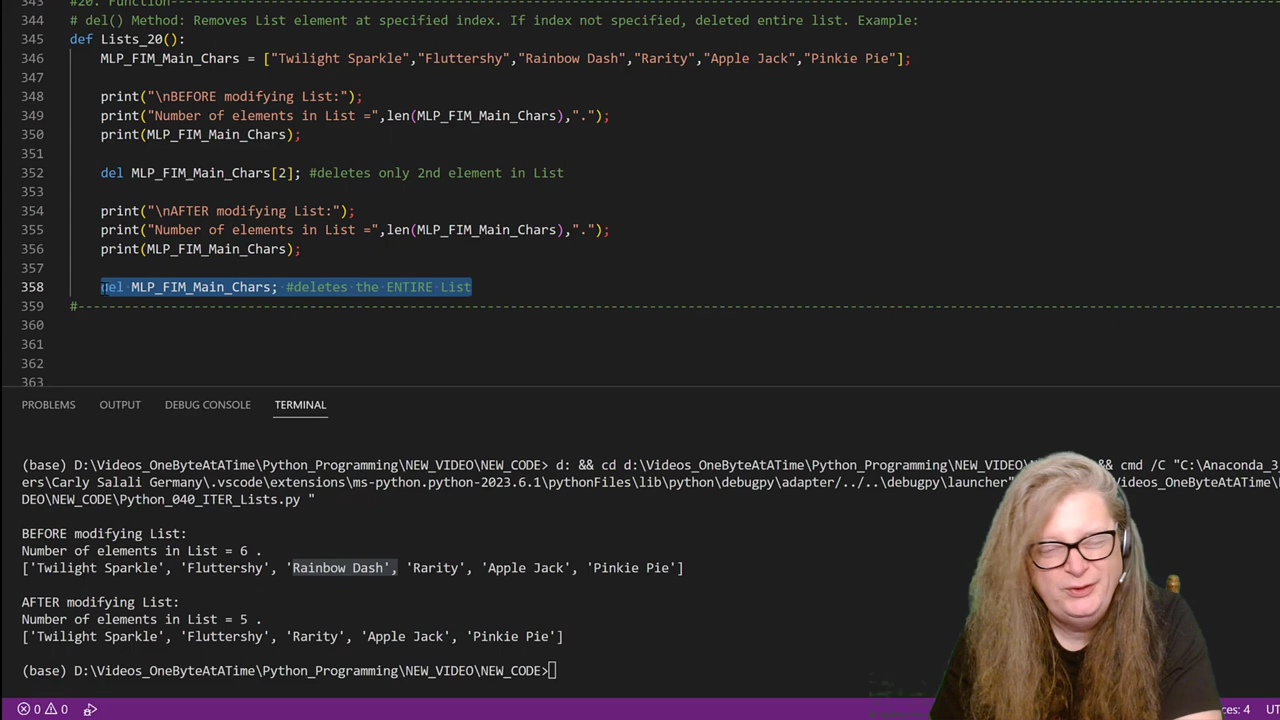 343 #20. Function-----------------------------------------------------------
344 # del() Method: Removes List element at specified index. If index not specified, deleted entire list. Example:
345 def Lists_20():
346 MLP_FIM_Main_Chars = ["Twilight Sparkle","Fluttershy","Rainbow Dash","Rarity","Apple Jack","Pinkie Pie"];
347
348 print("\nBEFORE modifying List:");
349 print("Number of elements in List =",len(MLP_FIM_Main_Chars),".");
350 print(MLP_FIM_Main_Chars);
351
352 del MLP_FIM_Main_Chars[2]; #deletes only 2nd element in List
353
354 print("\nAFTER modifying List:");
355 print("Number of elements in List =",len(MLP_FIM_Main_Chars),".");
356 print(MLP_FIM_Main_Chars);
357
358 del MLP_FIM_Main_Chars; #deletes the ENTIRE List
359 #-----------------------------------------------------------
360
361
362
363
PROBLEMS OUTPUT DEBUG CONSOLE TERMINAL
(base) D:\Videos_OneByteAtATime\Python_Programming\NEW_VIDEO\NEW_CODE> d: && cd d:\Videos_OneByteAtATime\Python_Programming\NEW_VIDEO\NEW && cmd /C "C:\Anaconda_3
ers\Carly Salali Germany\.vscode\extensions\ms-python.python-2023.6.1\pythonFiles\lib\python\debugpy\adapter/../..\debugpy\launcher" ideos_OneByteAtATime\
DEO\NEW_CODE\Python_040_ITER_Lists.py "
BEFORE modifying List:
Number of elements in List = 6 .
['Twilight Sparkle', 'Fluttershy', 'Rainbow Dash', 'Rarity', 'Apple Jack', 'Pinkie Pie']
AFTER modifying List:
Number of elements in List = 5 .
['Twilight Sparkle', 'Fluttershy', 'Rarity', 'Apple Jack', 'Pinkie Pie']
(base) D:\Videos_OneByteAtATime\Python_Programming\NEW_VIDEO\NEW_CODE>
0 0 ces: 4 UT